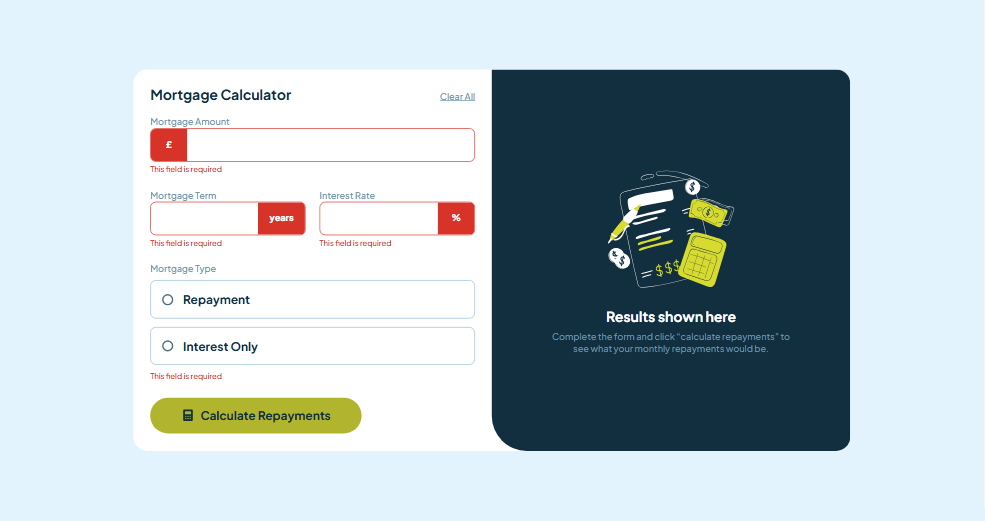 Mortgage Calculator
Clear All
Mortgage Amount
£
This field is required
Mortgage Term
Interest Rate
years
%
This field is required
This field is required
Mortgage Type
Repayment
Interest Only
This field is required
Calculate Repayments
$
$
$$$
Results shown here
Complete the form and click “calculate repayments” to
see what your monthly repayments would be.